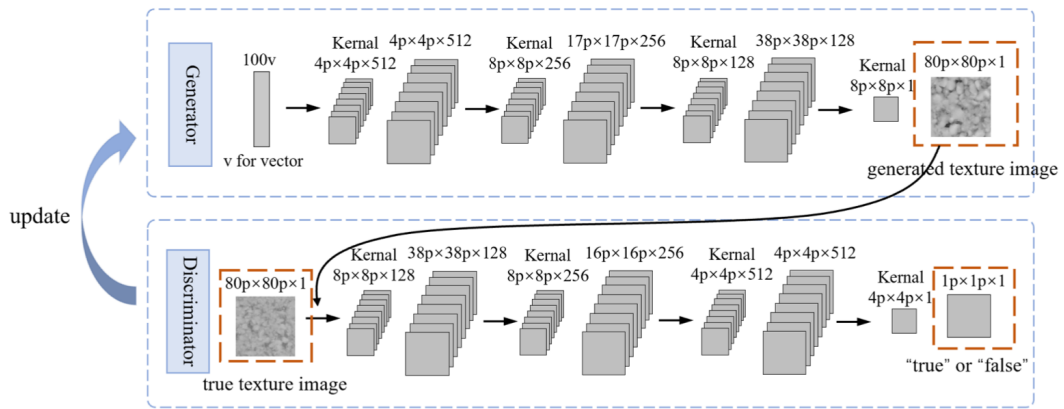 Generator
100v
v for vector
Kernal
4p×4p×512
4p×4p×512
Kernal
8p×8p×256
17p×17p×256
Kernal
8p×8p×128
38p×38p×128
Kernal
8p×8p×1
80p×80p×1
generated texture image
update
Discriminator
80p×80p×1
true texture image
Kernal
8p×8p×128
38p×38p×128
Kernal
8p×8p×256
16p×16p×256
Kernal
4p×4p×512
4p×4p×512
Kernal
4p×4p×1
1p×1p×1
“true” or “false”